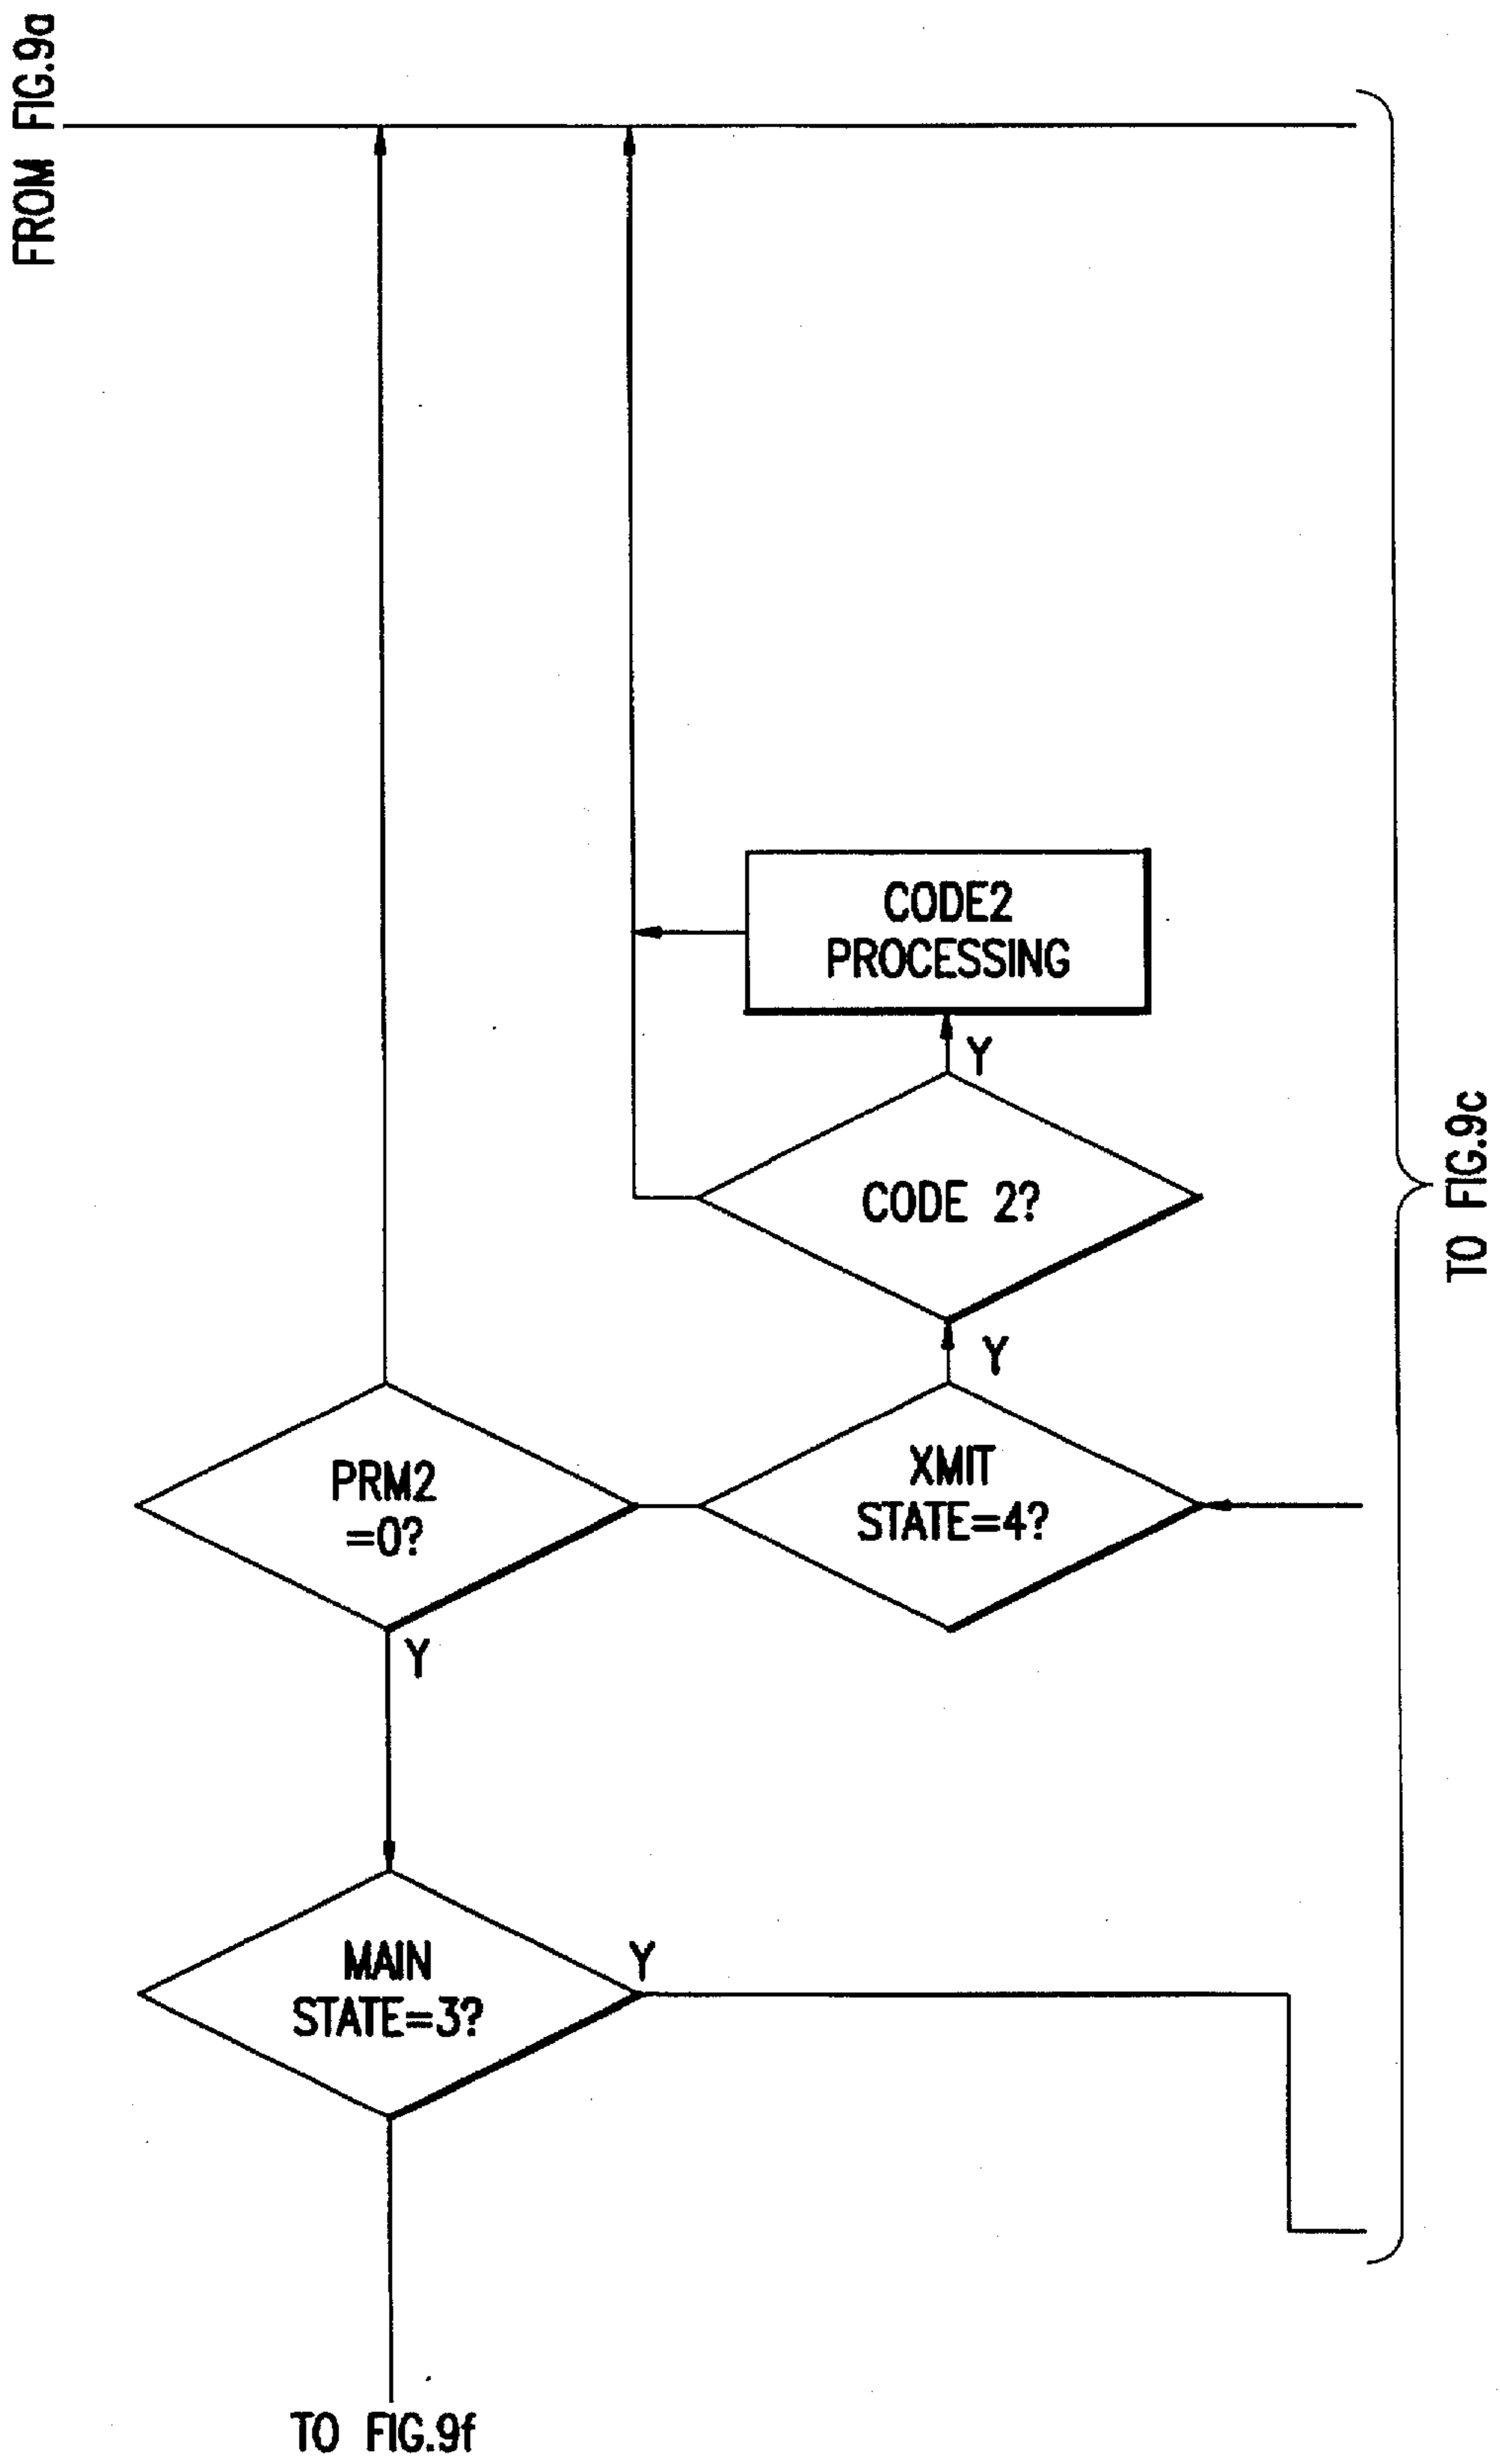 FROM FIG.9a
CODE2
PROCESSING
Y
CODE 2?
TO FIG.9c
Y
PRM2
=0?
XMIT
STATE=4?
Y
MAIN
STATE=3?
Y
TO FIG.9f